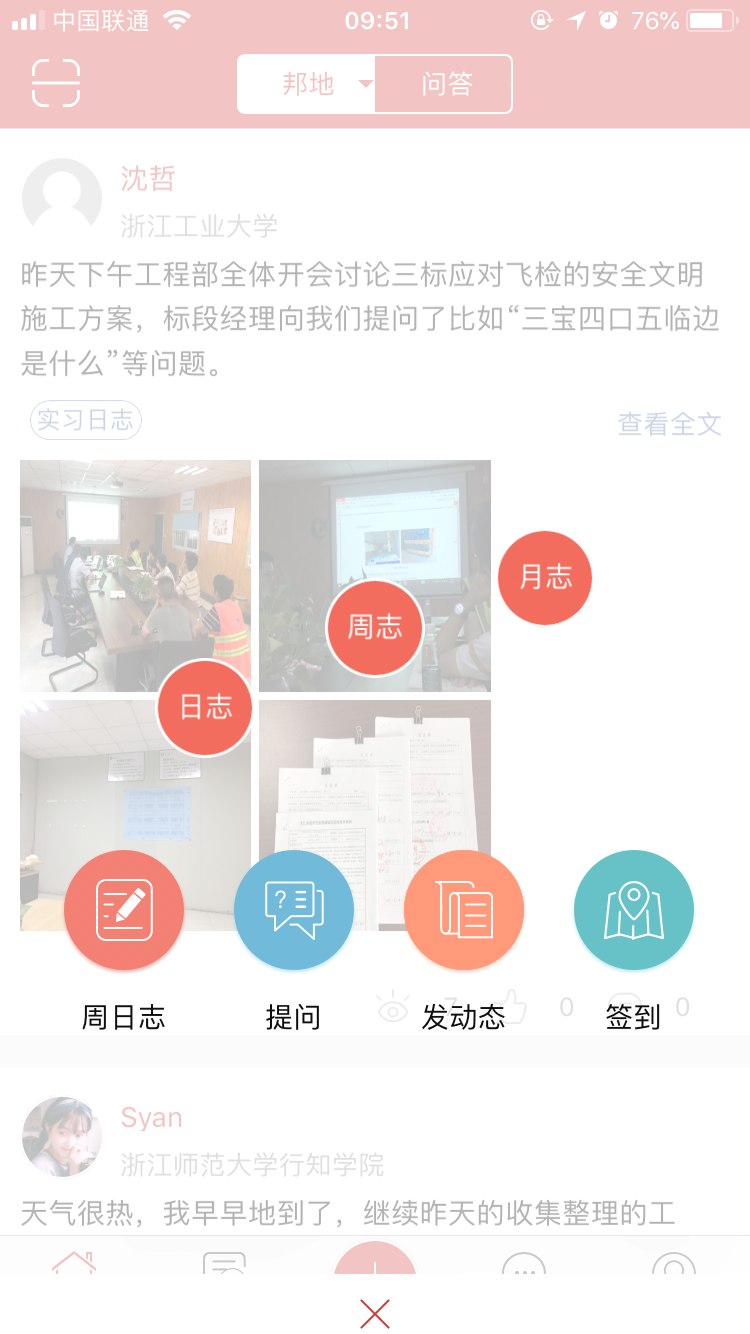 中国联通
09:51
76%
邦地
问答
沈哲
浙江工业大学
昨天下午工程部全体开会讨论三标应对飞检的安全文明
施工方案，标段经理向我们提问了比如“三宝四口五临边
是什么”等问题。
实习日志
查看全文
月志
周志
日志
周日志
提问
发动态
签到
7
0
0
Syan
浙江师范大学行知学院
天气很热，我早早地到了，继续昨天的收集整理的工